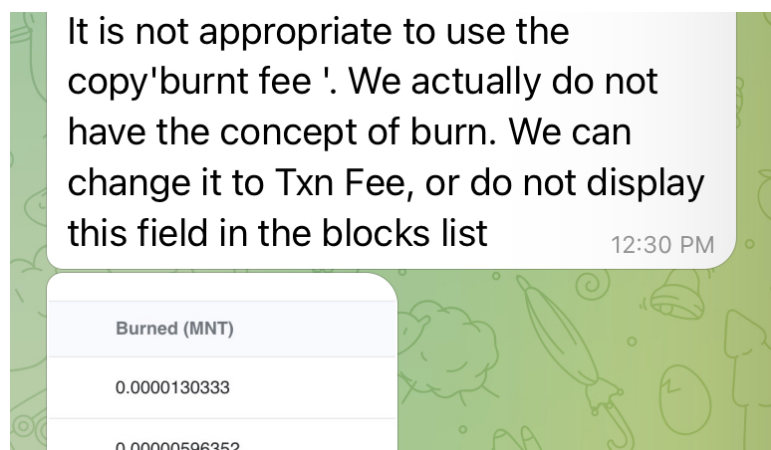 It is not appropriate to use the
copy'burnt fee '. We actually do not
have the concept of burn. We can
change it to Txn Fee, or do not display
this field in the blocks list
12:30 PM
Burned (MNT)
0.0000130333
0.00000596352